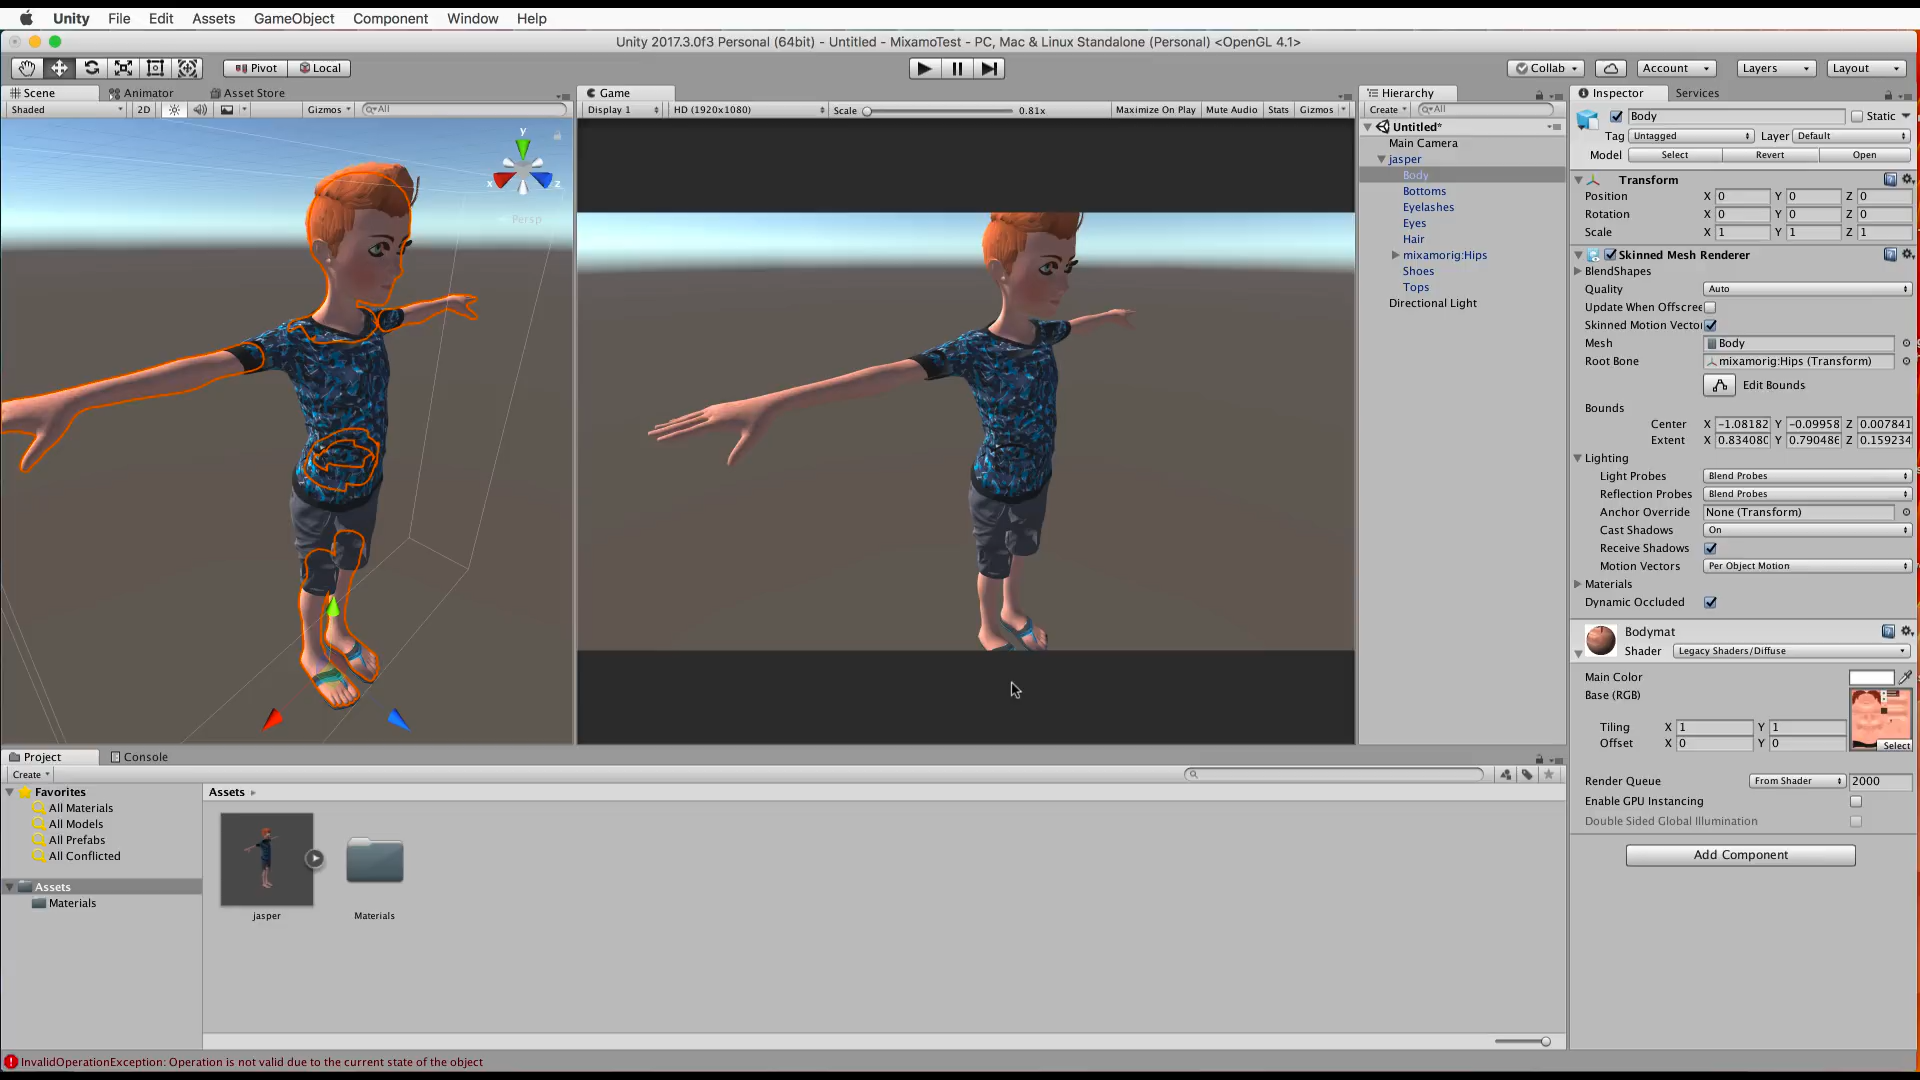 Unity File Edit Assets GameObject Component Window Help
Unity 2017.3.0f3 Personal (64bit) - Untitled - MixamoTest - PC, Mac & Linux Standalone (Personal) <OpenGL 4.1>
Pivot Local Collab Account Layers Layout
Scene Animator Asset Store
Shaded 2D Gizmos All
y
x z
Persp
Game
Display 1 HD (1920x1080) Scale 0.81x Maximize On Play Mute Audio Stats Gizmos
Hierarchy
Create All
Untitled*
Main Camera
jasper
Body
Bottoms
Eyelashes
Eyes
Hair
mixamorig:Hips
Shoes
Tops
Directional Light
Inspector Services
Body Static
Tag Untagged Layer Default
Model Select Revert Open
Transform
Position X 0 Y 0 Z 0
Rotation X 0 Y 0 Z 0
Scale X 1 Y 1 Z 1
Skinned Mesh Renderer
BlendShapes
Quality Auto
Update When Offscree
Skinned Motion Vector
Mesh Body
Root Bone mixamorig:Hips (Transform)
Edit Bounds
Bounds
Center X -1.08182 Y -0.09958 Z 0.007841
Extent X 0.834080 Y 0.790486 Z 0.159234
Lighting
Light Probes Blend Probes
Reflection Probes Blend Probes
Anchor Override None (Transform)
Cast Shadows On
Receive Shadows
Motion Vectors Per Object Motion
Materials
Dynamic Occluded
Bodymat
Shader Legacy Shaders/Diffuse
Main Color
Base (RGB)
Tiling X 1 Y 1
Offset X 0 Y 0
Select
Render Queue From Shader 2000
Enable GPU Instancing
Double Sided Global Illumination
Add Component
Project Console
Create
Favorites
All Materials
All Models
All Prefabs
All Conflicted
Assets
Materials
Assets
jasper Materials
InvalidOperationException: Operation is not valid due to the current state of the object